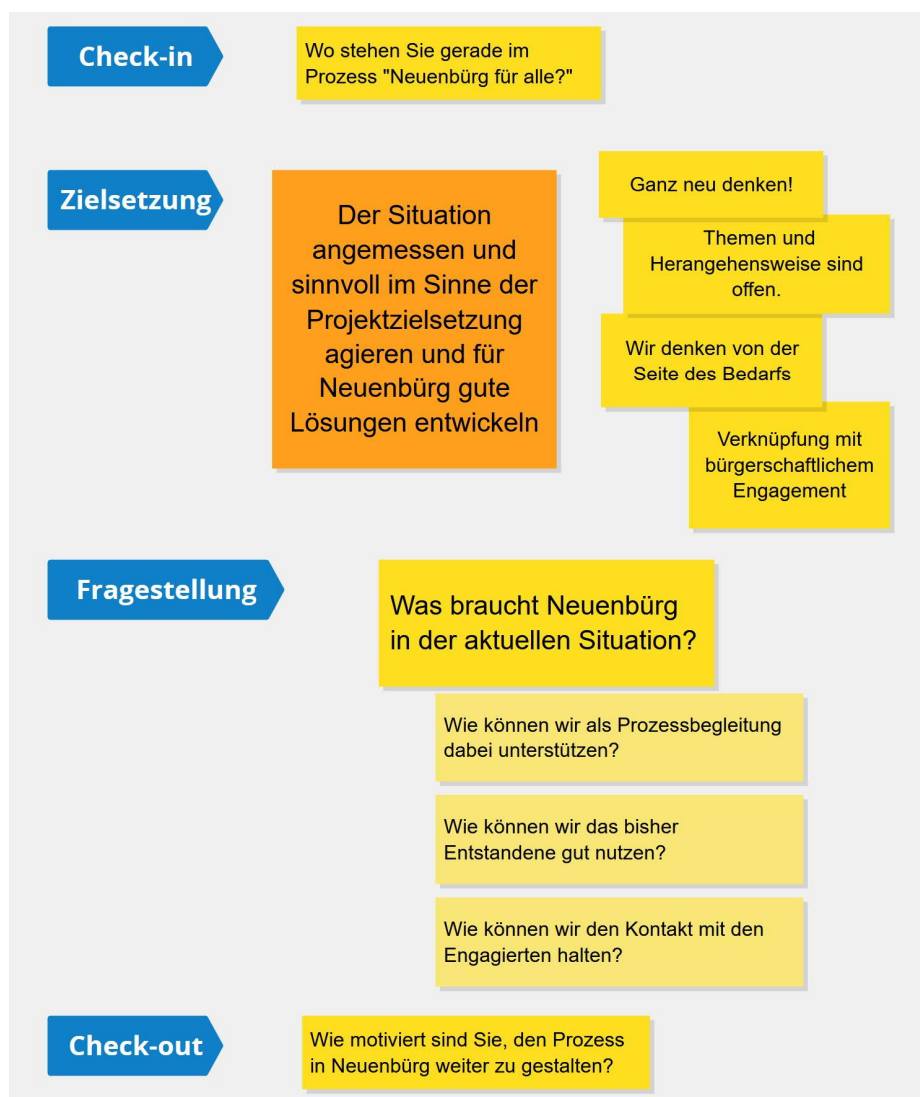 Check-in
Wo stehen Sie gerade im
Prozess "Neuenbürg für alle?"
Zielsetzung
Der Situation
angemessen und
sinnvoll im Sinne der
Projektzielsetzung
agieren und für
Neuenbürg gute
Lösungen entwickeln
Ganz neu denken!
Themen und
Herangehensweise sind
offen.
Wir denken von der
Seite des Bedarfs
Verknüpfung mit
bürgerschaftlichem
Engagement
Fragestellung
Was braucht Neuenbürg
in der aktuellen Situation?
Wie können wir als Prozessbegleitung
dabei unterstützen?
Wie können wir das bisher
Entstandene gut nutzen?
Wie können wir den Kontakt mit den
Engagierten halten?
Check-out
Wie motiviert sind Sie, den Prozess
in Neuenbürg weiter zu gestalten?